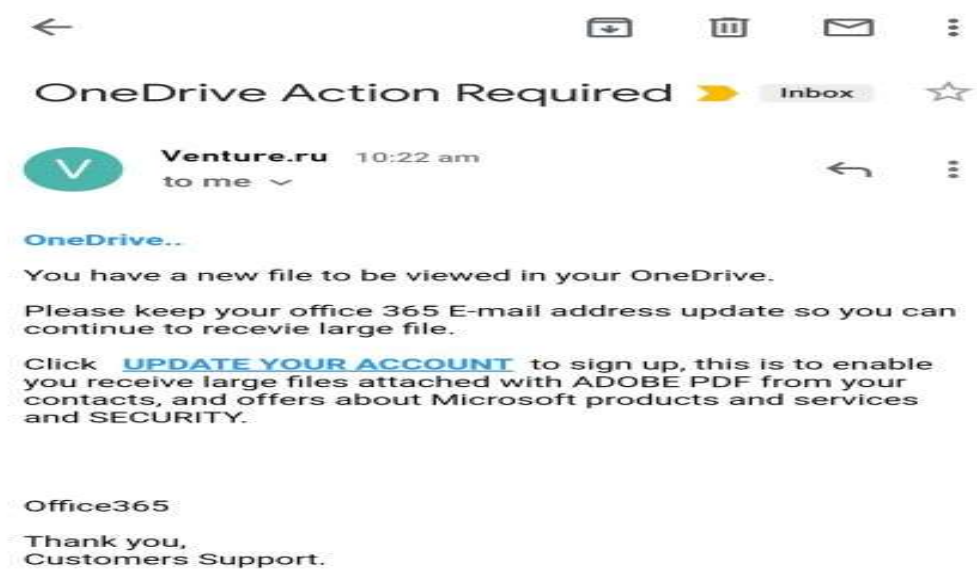 OneDrive Action Required
Inbox
V
Venture.ru 10:22 am
to me
OneDrive..
You have a new file to be viewed in your OneDrive.
Please keep your office 365 E-mail address update so you can
continue to recevie large file.
Click UPDATE YOUR ACCOUNT to sign up, this is to enable
you receive large files attached with ADOBE PDF from your
contacts, and offers about Microsoft products and services
and SECURITY.
Office365
Thank you,
Customers Support.